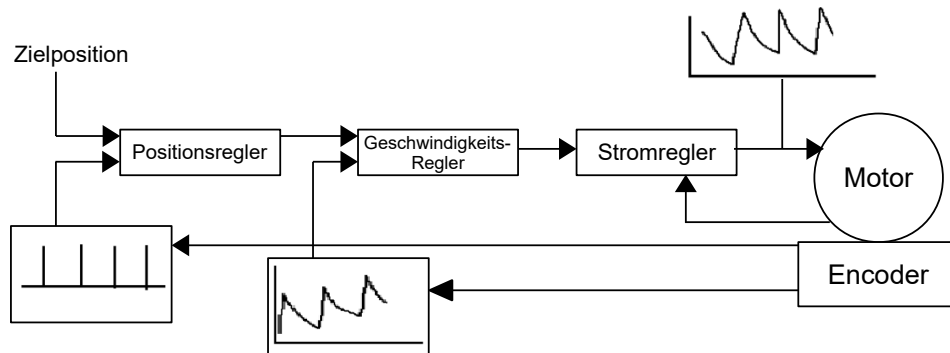 Zielposition
Positionsregler
Geschwindigkeits-
Regler
Stromregler
Motor
Encoder